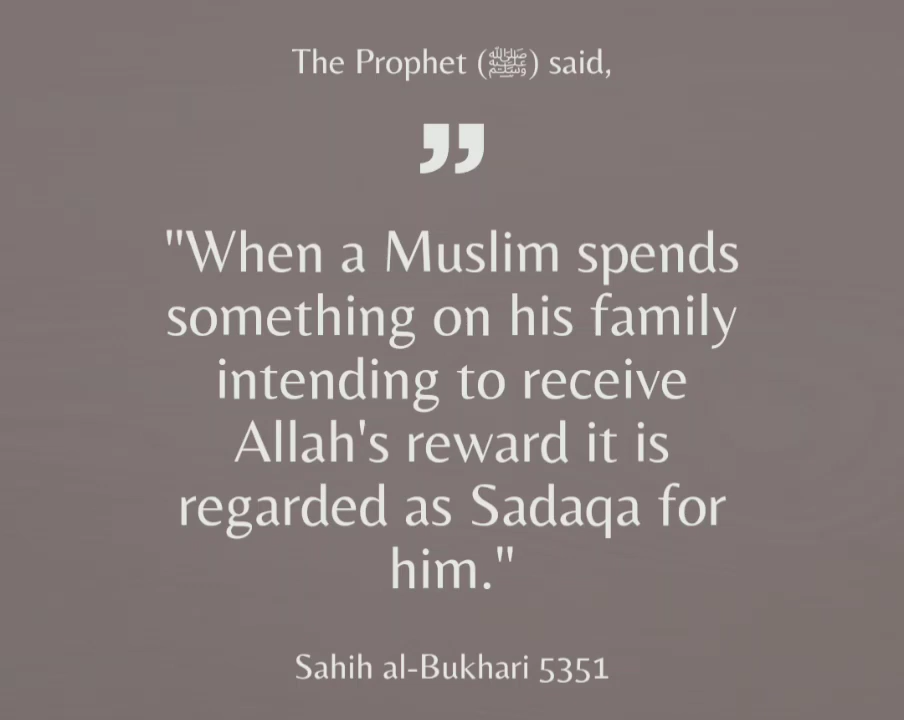 The Prophet (ﷺ) said,
”
"When a Muslim spends
something on his family
intending to receive
Allah's reward it is
regarded as Sadaqa for
him."
Sahih al-Bukhari 5351